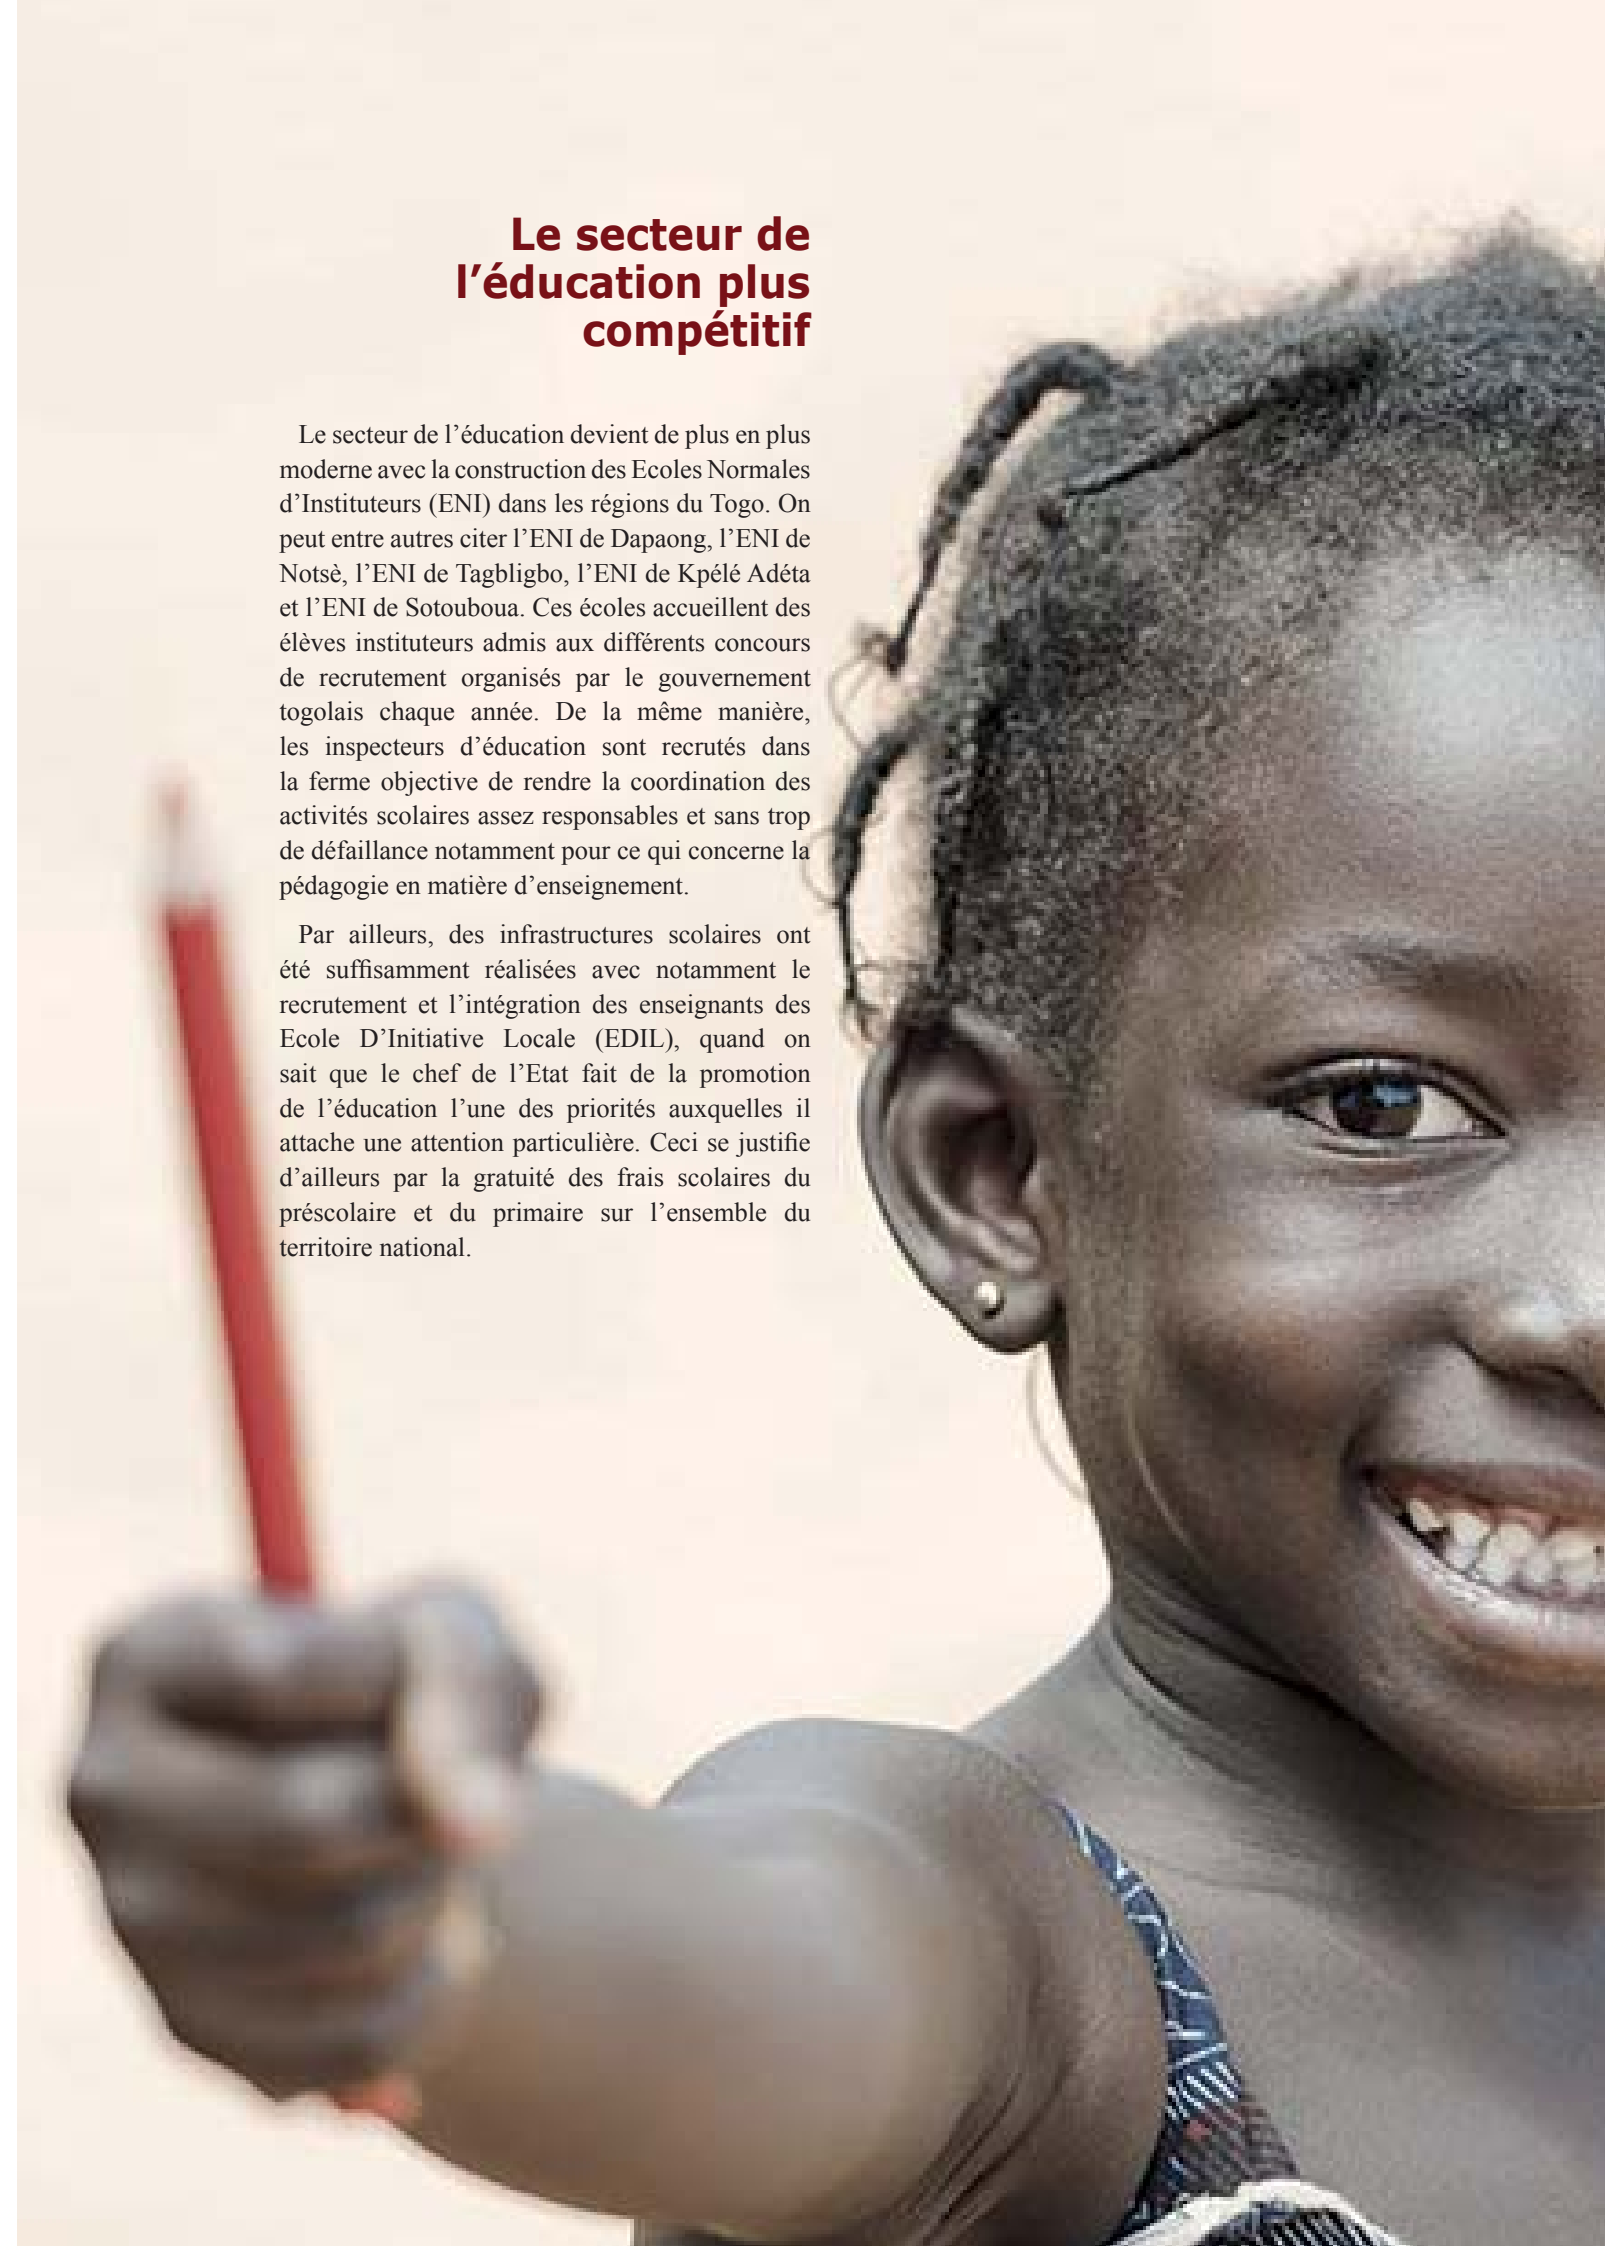 Le secteur de
l’éducation plus
compétitif
Le secteur de l’éducation devient de plus en plus
moderne avec la construction des Ecoles Normales
d’Instituteurs (ENI) dans les régions du Togo. On
peut entre autres citer l’ENI de Dapaong, l’ENI de
Notsè, l’ENI de Tagbligbo, l’ENI de Kpélé Adéta
et l’ENI de Sotouboua. Ces écoles accueillent des
élèves instituteurs admis aux différents concours
de recrutement organisés par le gouvernement
togolais chaque année. De la même manière,
les inspecteurs d’éducation sont recrutés dans
la ferme objective de rendre la coordination des
activités scolaires assez responsables et sans trop
de défaillance notamment pour ce qui concerne la
pédagogie en matière d’enseignement.
Par ailleurs, des infrastructures scolaires ont
été suffisamment réalisées avec notamment le
recrutement et l’intégration des enseignants des
Ecole D’Initiative Locale (EDIL), quand on
sait que le chef de l’Etat fait de la promotion
de l’éducation l’une des priorités auxquelles il
attache une attention particulière. Ceci se justifie
d’ailleurs par la gratuité des frais scolaires du
préscolaire et du primaire sur l’ensemble du
territoire national.